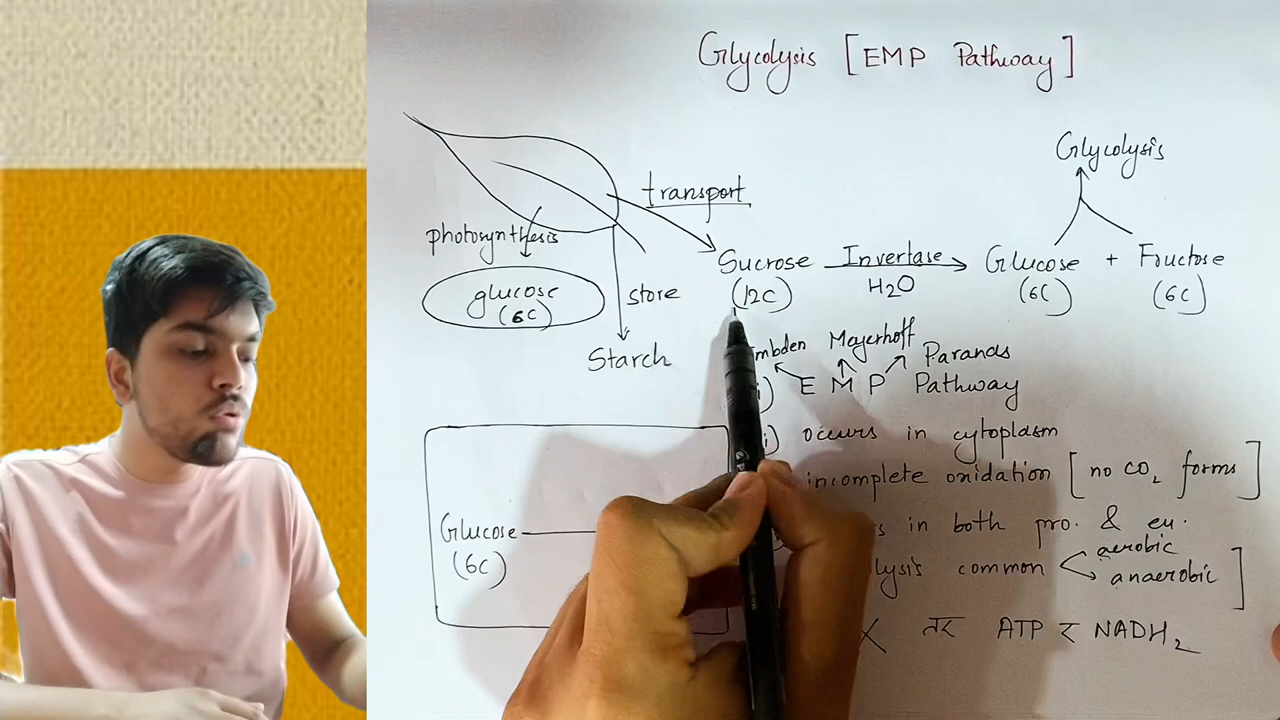 Glycolysis [EMP Pathway]
Glycolysis
transport
photosynthesis
glucose
(6C)
store
Starch
Sucrose
(12C)
Invertase
H₂O
Glucose + Fructose
(6C) (6C)
Mayerhoff
Paranas
E M P Pathway
occurs in cytoplasm
incomplete oxidation [no CO₂ forms]
in both pro. & eu.
common aerobic
anaerobic]
Glucose
(6C)
X तर ATP र NADH₂